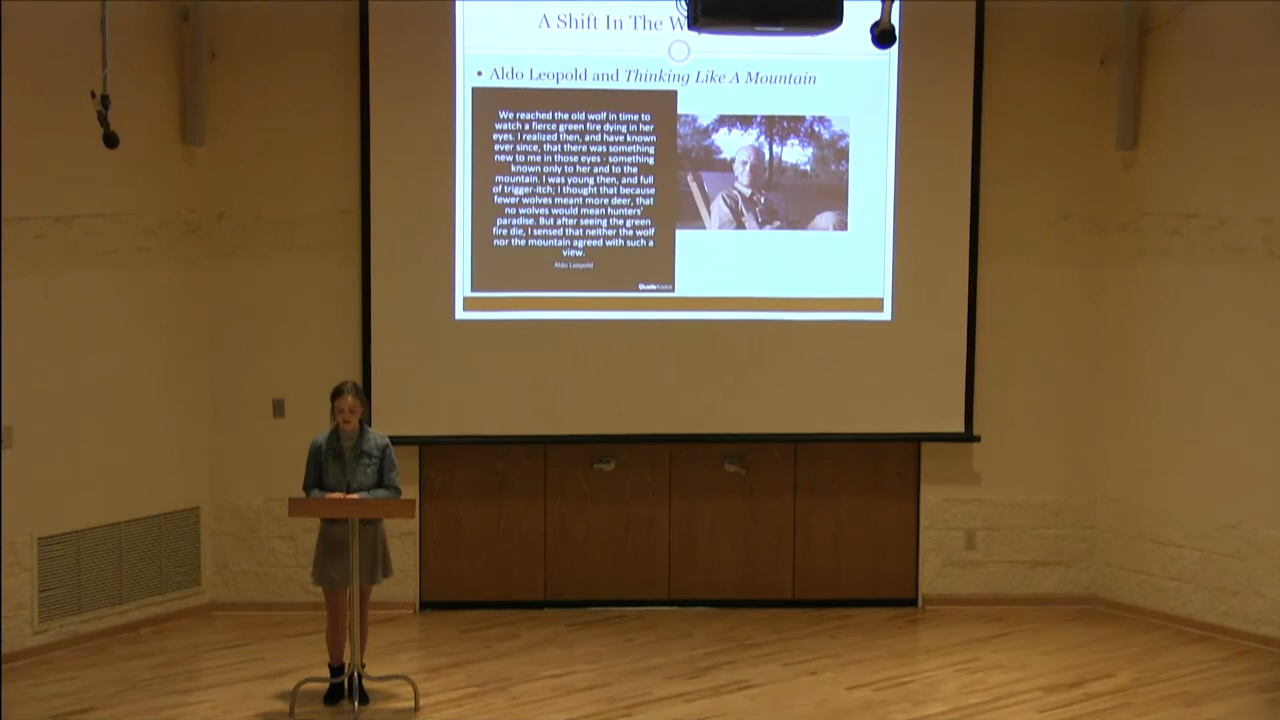 A Shift In The
• Aldo Leopold and Thinking Like A Mountain
We reached the old wolf in time to
watch a fierce green fire dying in her
eyes. I realized then, and have known
ever since, that there was something
new to me in those eyes - something
known only to her and to the
mountain. I was young then, and full
of trigger-itch; I thought that because
fewer wolves meant more deer, that
no wolves would mean hunters'
paradise. But after seeing the green
fire die, I sensed that neither the wolf
nor the mountain agreed with such a
view.
Aldo Leopold